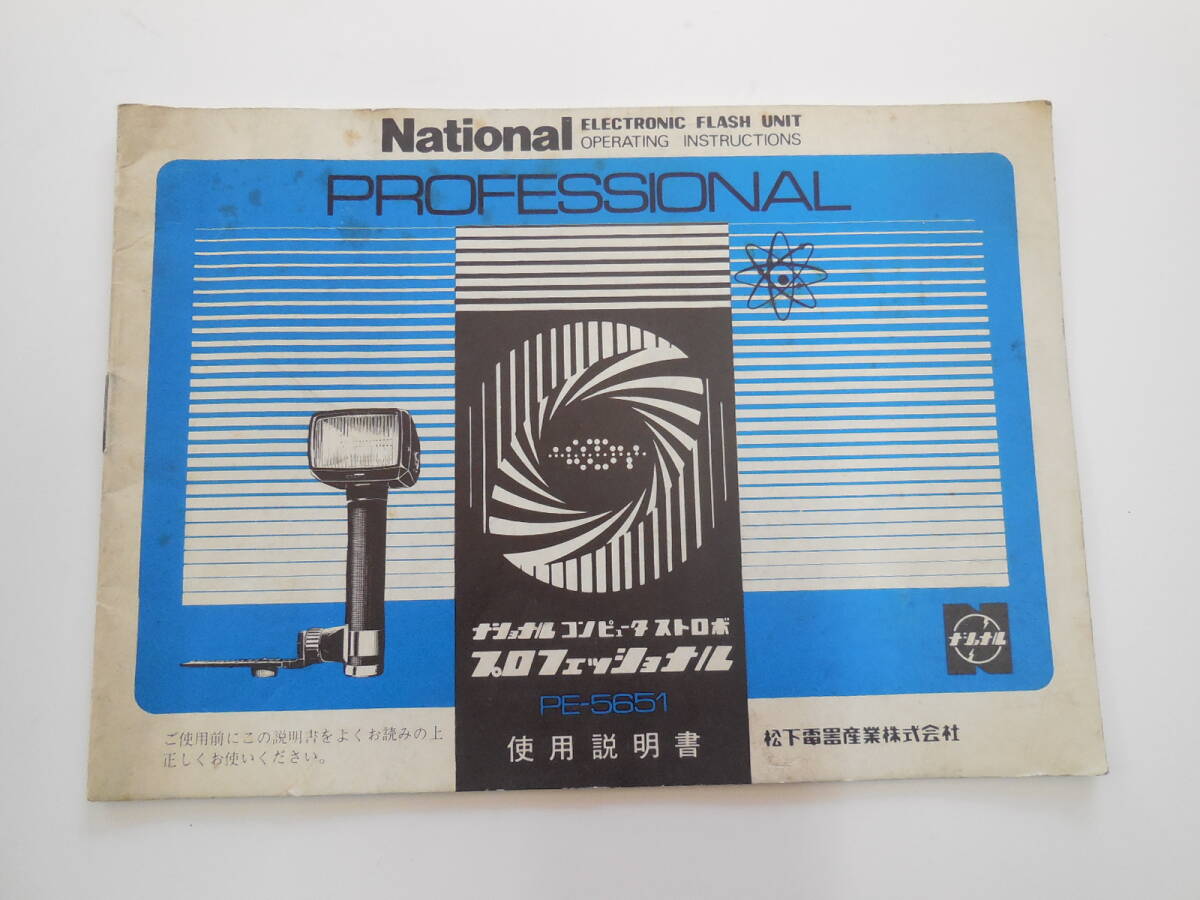 National ELECTRONIC FLASH UNIT
OPERATING INSTRUCTIONS
PROFESSIONAL
ナショナル コンピュータ ストロボ
プロフェッショナル
PE-5651
使用説明書
ナショナル
ご使用前にこの説明書をよくお読みの上
正しくお使いください。
松下電器産業株式会社